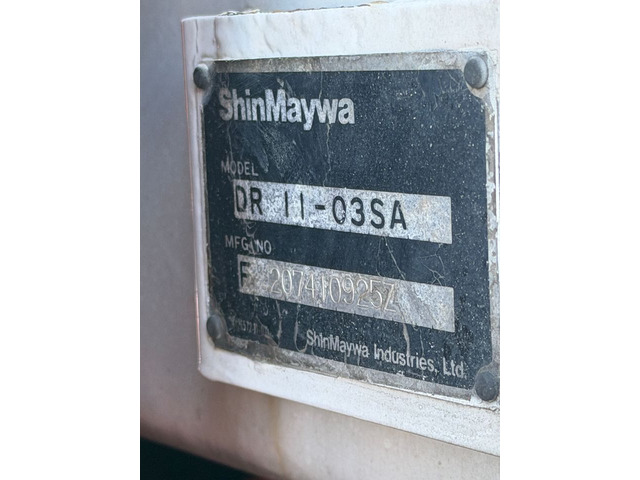 ShinMaywa
MODEL
DR 11-03SA
MFG NO
F 2074109257
ShinMaywa Industries, Ltd.